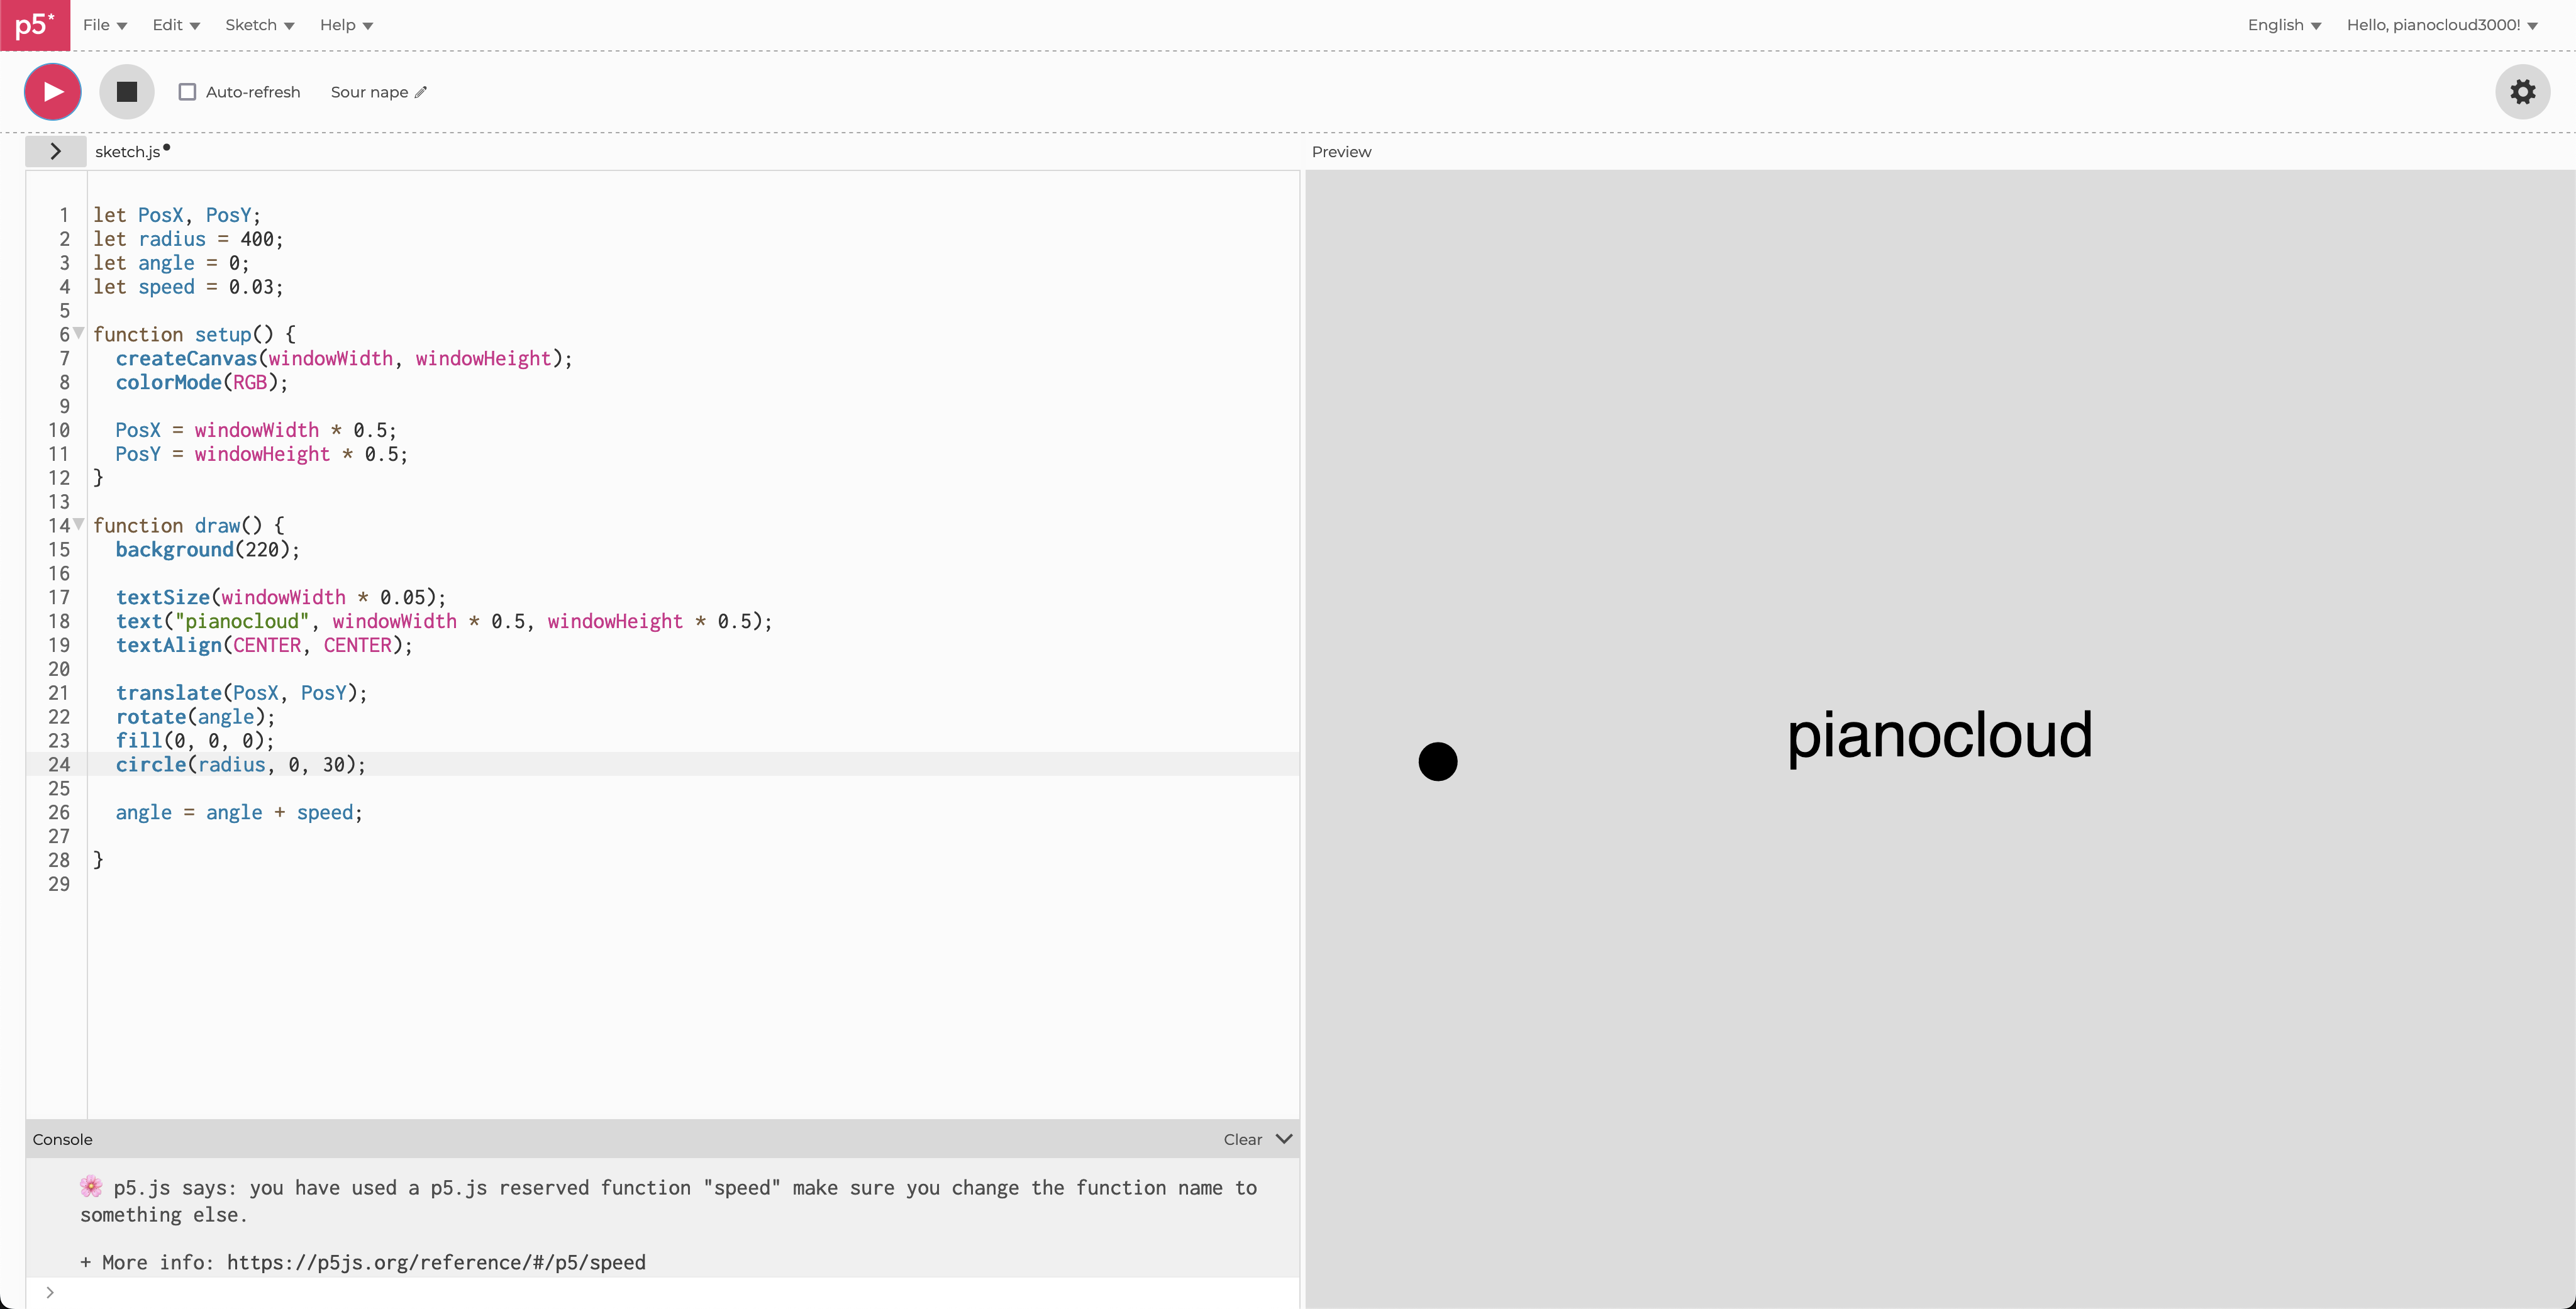 p5* File Edit Sketch Help English Hello, pianocloud3000!
Auto-refresh Sour nape
sketch.js Preview
1 let PosX, PosY;
2 let radius = 400;
3 let angle = 0;
4 let speed = 0.03;
5
6 function setup() {
7 createCanvas(windowWidth, windowHeight);
8 colorMode(RGB);
9
10 PosX = windowWidth * 0.5;
11 PosY = windowHeight * 0.5;
12 }
13
14 function draw() {
15 background(220);
16
17 textSize(windowWidth * 0.05);
18 text("pianocloud", windowWidth * 0.5, windowHeight * 0.5);
19 textAlign(CENTER, CENTER);
20
21 translate(PosX, PosY);
22 rotate(angle);
23 fill(0, 0, 0);
24 circle(radius, 0, 30);
25
26 angle = angle + speed;
27
28 }
29
pianocloud
Console Clear
🌸 p5.js says: you have used a p5.js reserved function "speed" make sure you change the function name to
something else.
+ More info: https://p5js.org/reference/#/p5/speed
>